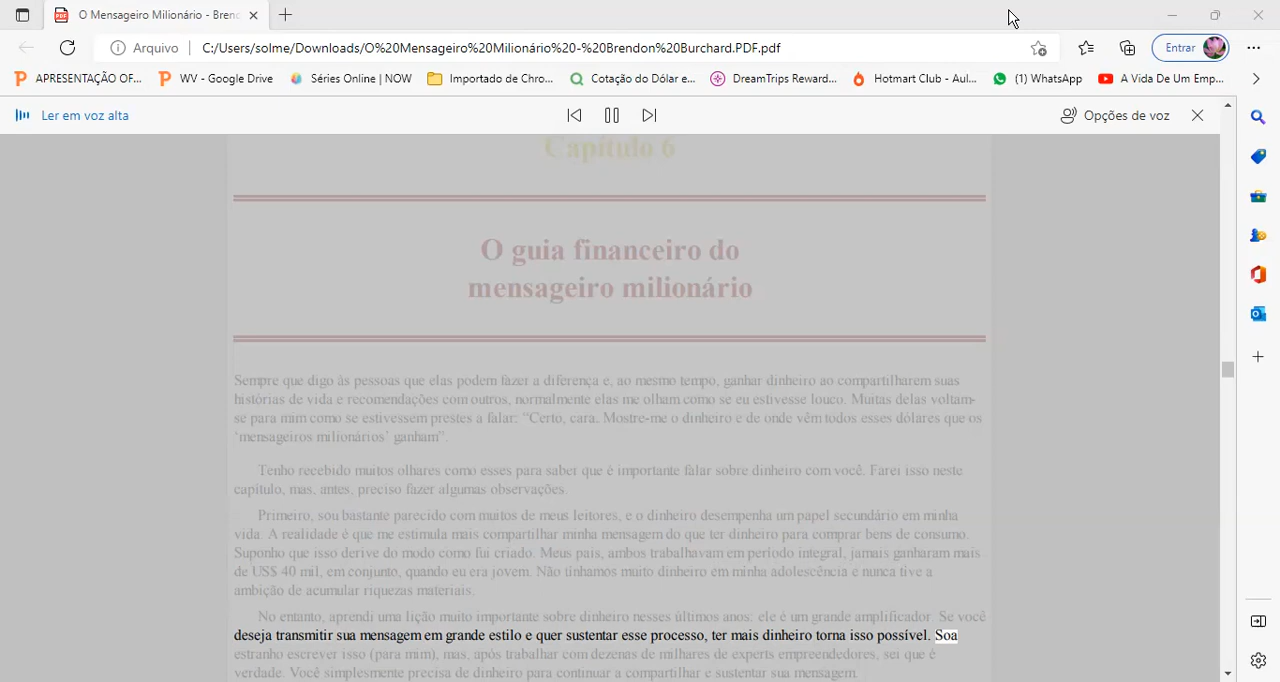 O Mensageiro Milionário - Bren
Entrar
Arquivo
C:/Users/solme/Downloads/O%20Mensageiro%20Milionário%20-%20Brendon%20Burchard.PDF.pdf
APRESENTAÇÃO OF...
WV - Google Drive
Séries Online | NOW
Importado de Chro...
Cotação do Dólar e...
DreamTrips Reward...
Hotmart Club - Aul...
(1) WhatsApp
A Vida De Um Emp...
Ler em voz alta
Opções de voz
Capítulo 6
O guia financeiro do
mensageiro milionário
Sempre que digo às pessoas que elas podem fazer a diferença e, ao mesmo tempo, ganhar dinheiro ao compartilharem suas
histórias de vida e recomendações com outros, normalmente elas me olham como se eu estivesse louco. Muitas delas voltam-
se para mim como se estivessem prestes a falar: “Certo, cara. Mostre-me o dinheiro e de onde vêm todos esses dólares que os
‘mensageiros milionários’ ganham”.
Tenho recebido muitos olhares como esses para saber que é importante falar sobre dinheiro com você. Farei isso neste
capítulo, mas, antes, preciso fazer algumas observações.
Primeiro, sou bastante parecido com muitos de meus leitores, e o dinheiro desempenha um papel secundário em minha
vida. A realidade é que me estimula mais compartilhar minha mensagem do que ter dinheiro para comprar bens de consumo.
Suponho que isso derive do modo como fui criado. Meus pais, ambos trabalhavam em período integral, jamais ganharam mais
de US$ 40 mil, em conjunto, quando eu era jovem. Não tínhamos muito dinheiro em minha adolescência e nunca tive a
ambição de acumular riquezas materiais.
No entanto, aprendi uma lição muito importante sobre dinheiro nesses últimos anos: ele é um grande amplificador. Se você
deseja transmitir sua mensagem em grande estilo e quer sustentar esse processo, ter mais dinheiro torna isso possível. Soa
estranho escrever isso (para mim), mas, após trabalhar com dezenas de milhares de experts empreendedores, sei que é
verdade. Você simplesmente precisa de dinheiro para continuar a compartilhar e sustentar sua mensagem.